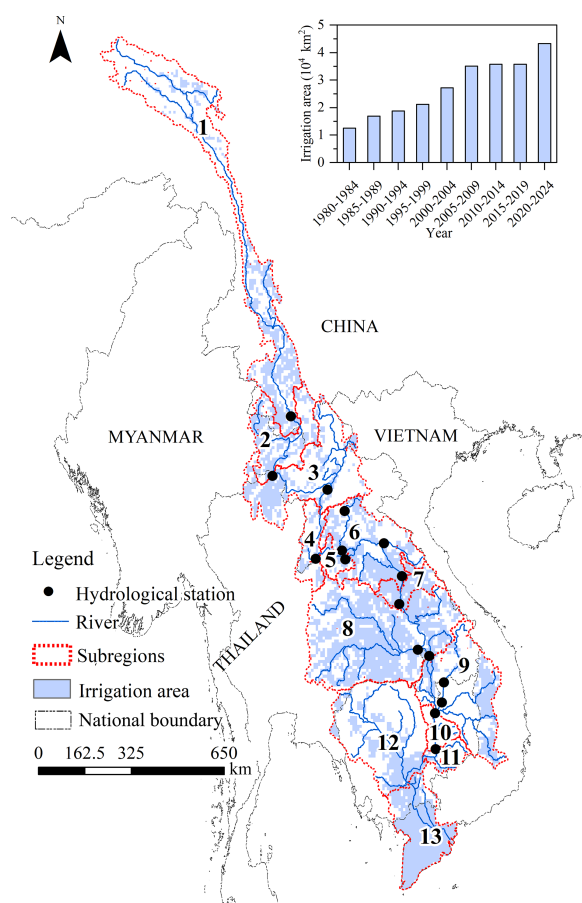 N
Irrigation area (10⁴ km²)
5
4
3
2
1
0
1980-1984
1985-1989
1990-1994
1995-1999
2000-2004
2005-2009
2010-2014
2015-2019
2020-2024
Year
1
CHINA
MYANMAR
VIETNAM
2
3
4
5
6
7
8
9
10
11
12
13
THAILAND
Legend
Hydrological station
River
Subregions
Irrigation area
National boundary
0 162.5 325 650
km